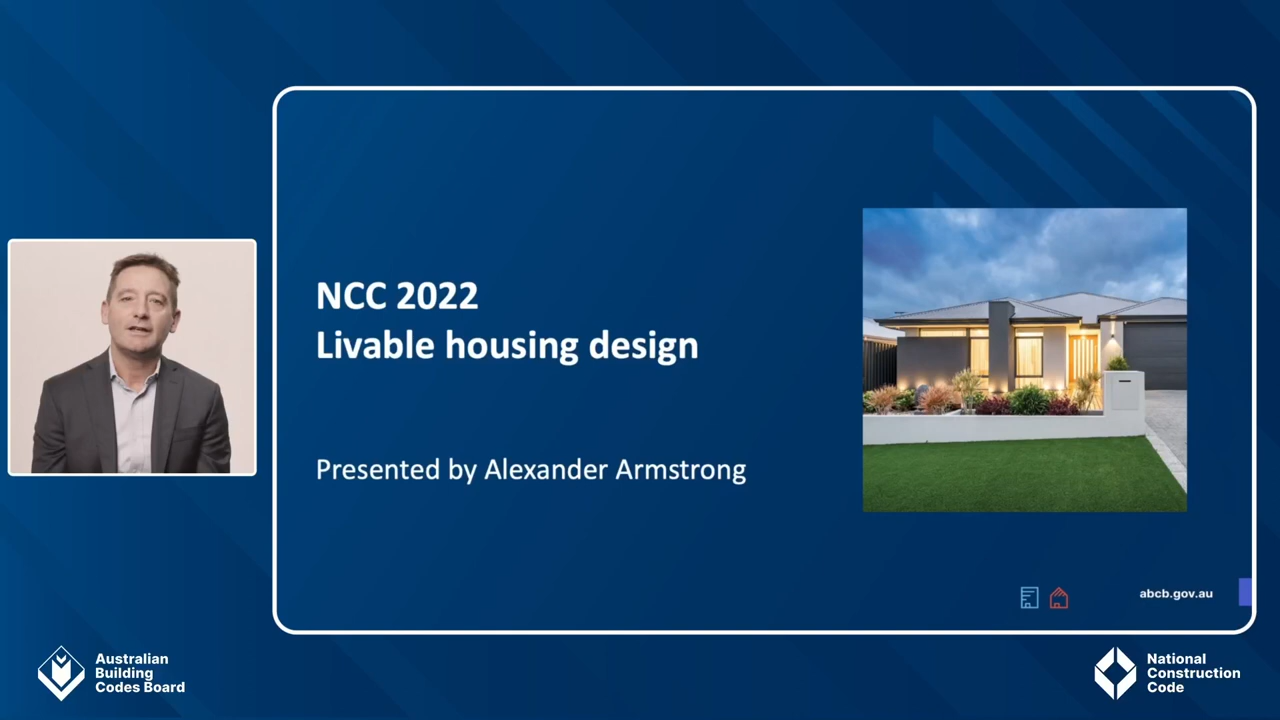 NCC 2022
Livable housing design
Presented by Alexander Armstrong
abcb.gov.au
Australian
Building
Codes Board
National
Construction
Code